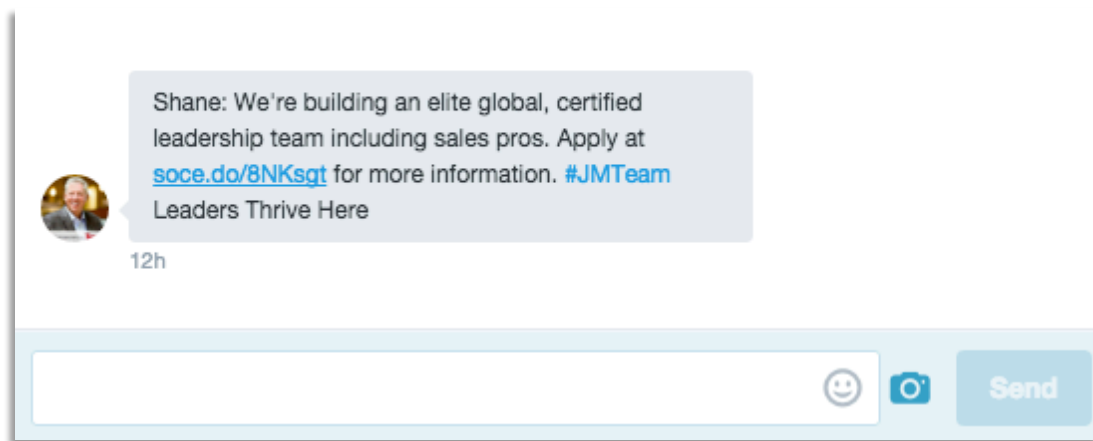 Shane: We're building an elite global, certified
leadership team including sales pros. Apply at
soce.do/8NKsgt for more information. #JMTeam
Leaders Thrive Here
12h
Send